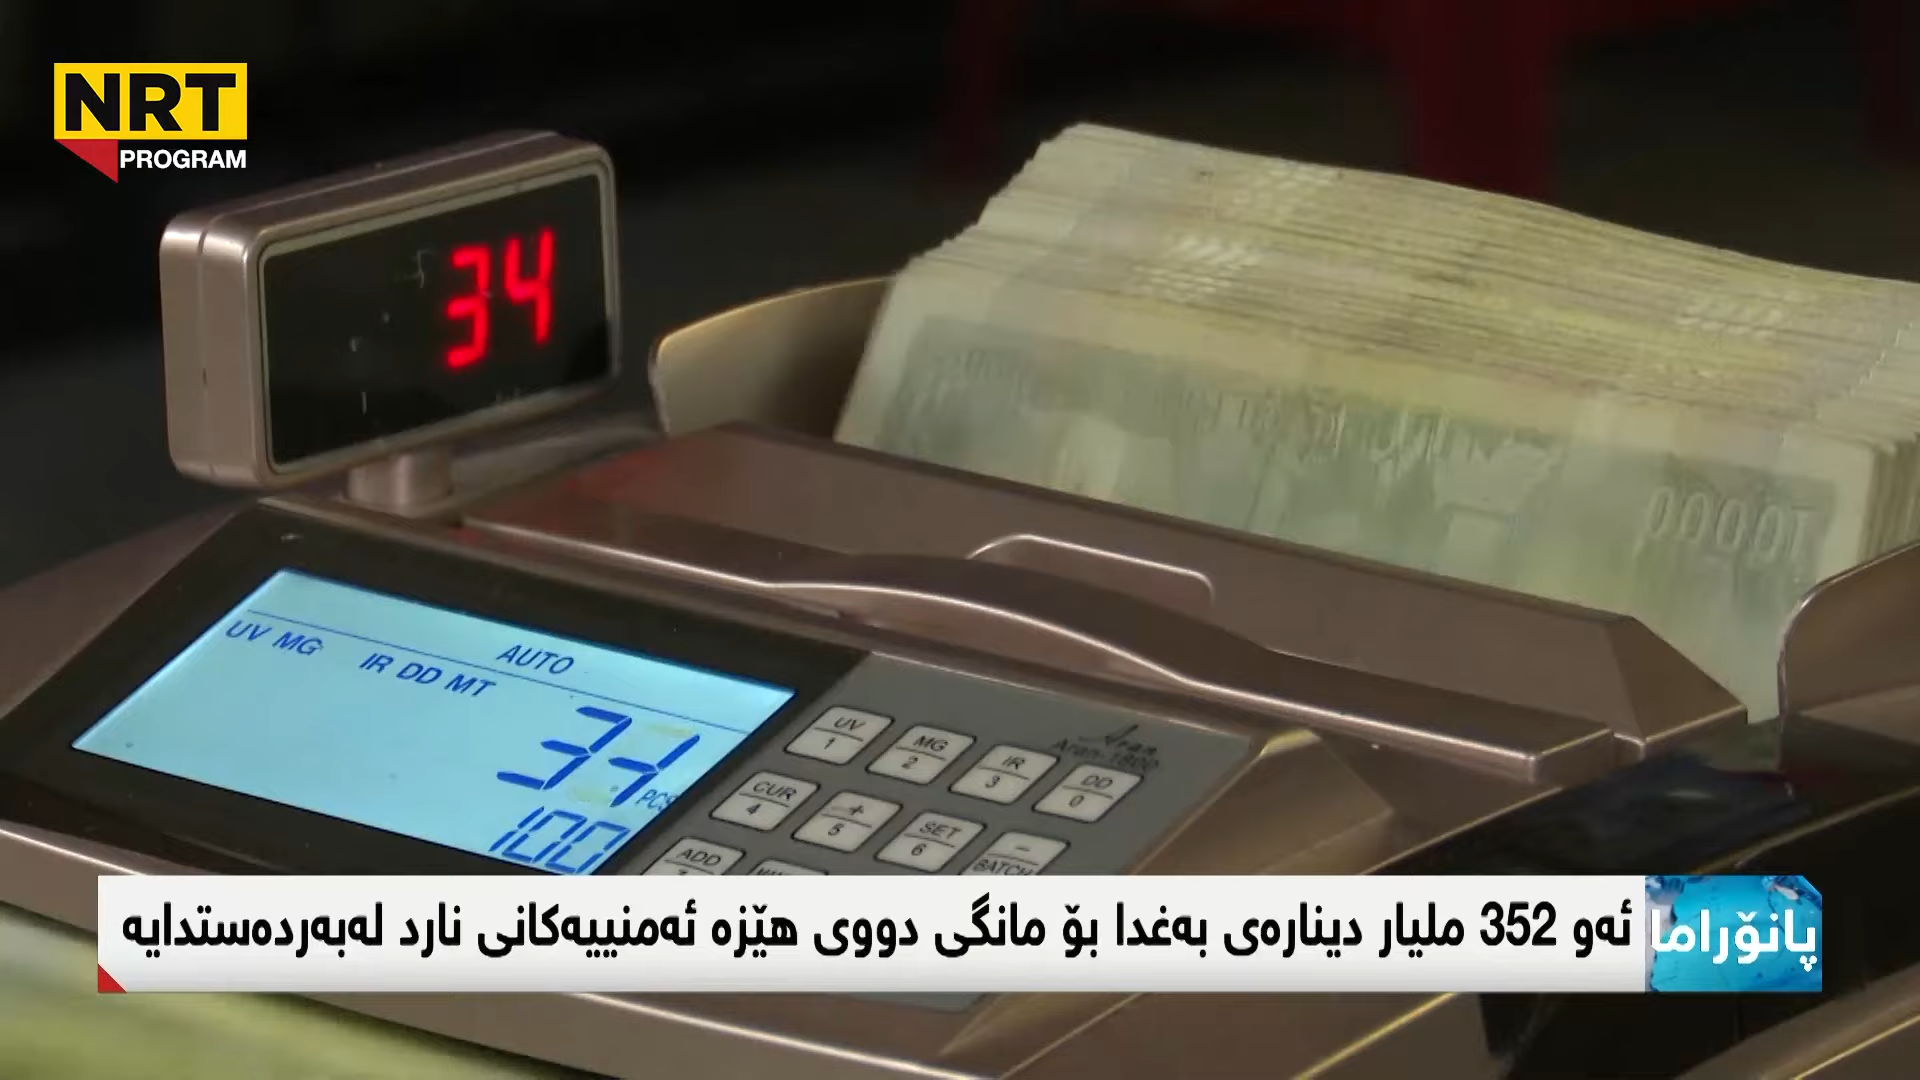 NRT
PROGRAM
34
10000
AUTO
UV MG IR DD MT
34 PCS
100
UV 1
MG 2
IR 3
DD 0
CUR 4
+ 5
SET 6
- BATCH
ADD
Aran
پانۆراما
ئەو 352 ملیار دینارەی بەغدا بۆ مانگی دووی هێزە ئەمنییەکانی نارد لەبەردەستدایە